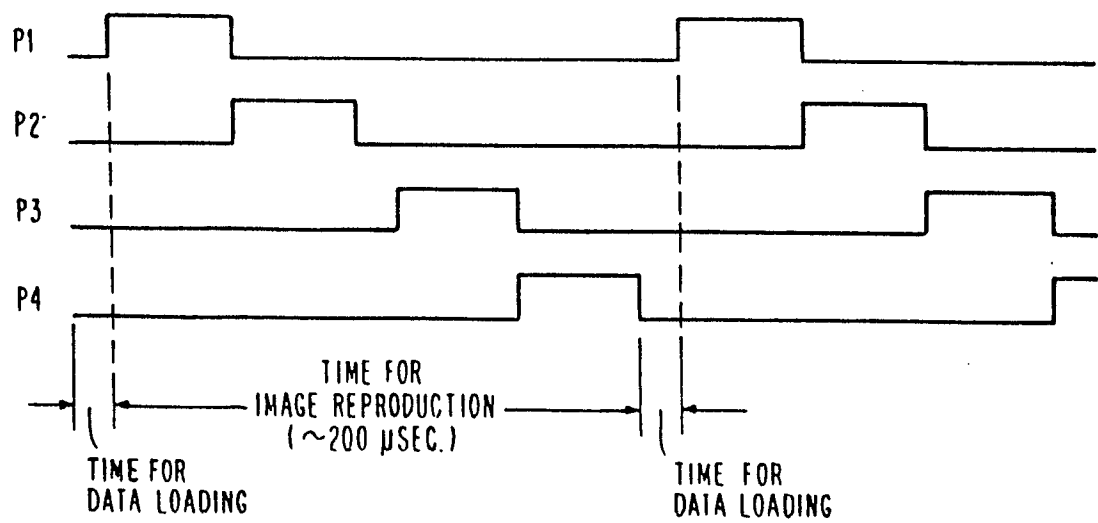 P1
P2
P3
P4
TIME FOR
IMAGE REPRODUCTION
(~200 µSEC.)
TIME FOR
DATA LOADING
TIME FOR
DATA LOADING